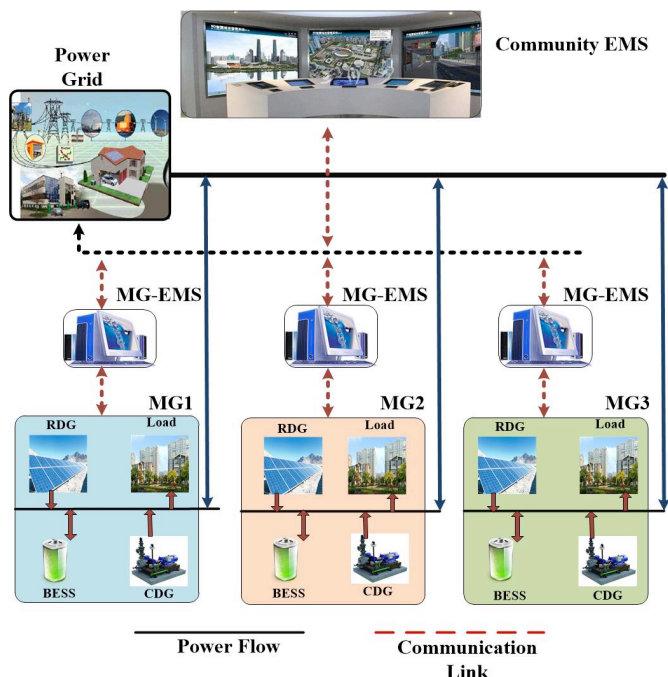 Community EMS
Power
Grid
MG-EMS
MG-EMS
MG-EMS
MG1
RDG
Load
BESS
CDG
MG2
RDG
Load
BESS
CDG
MG3
RDG
Load
BESS
CDG
Power Flow
Communication
Link